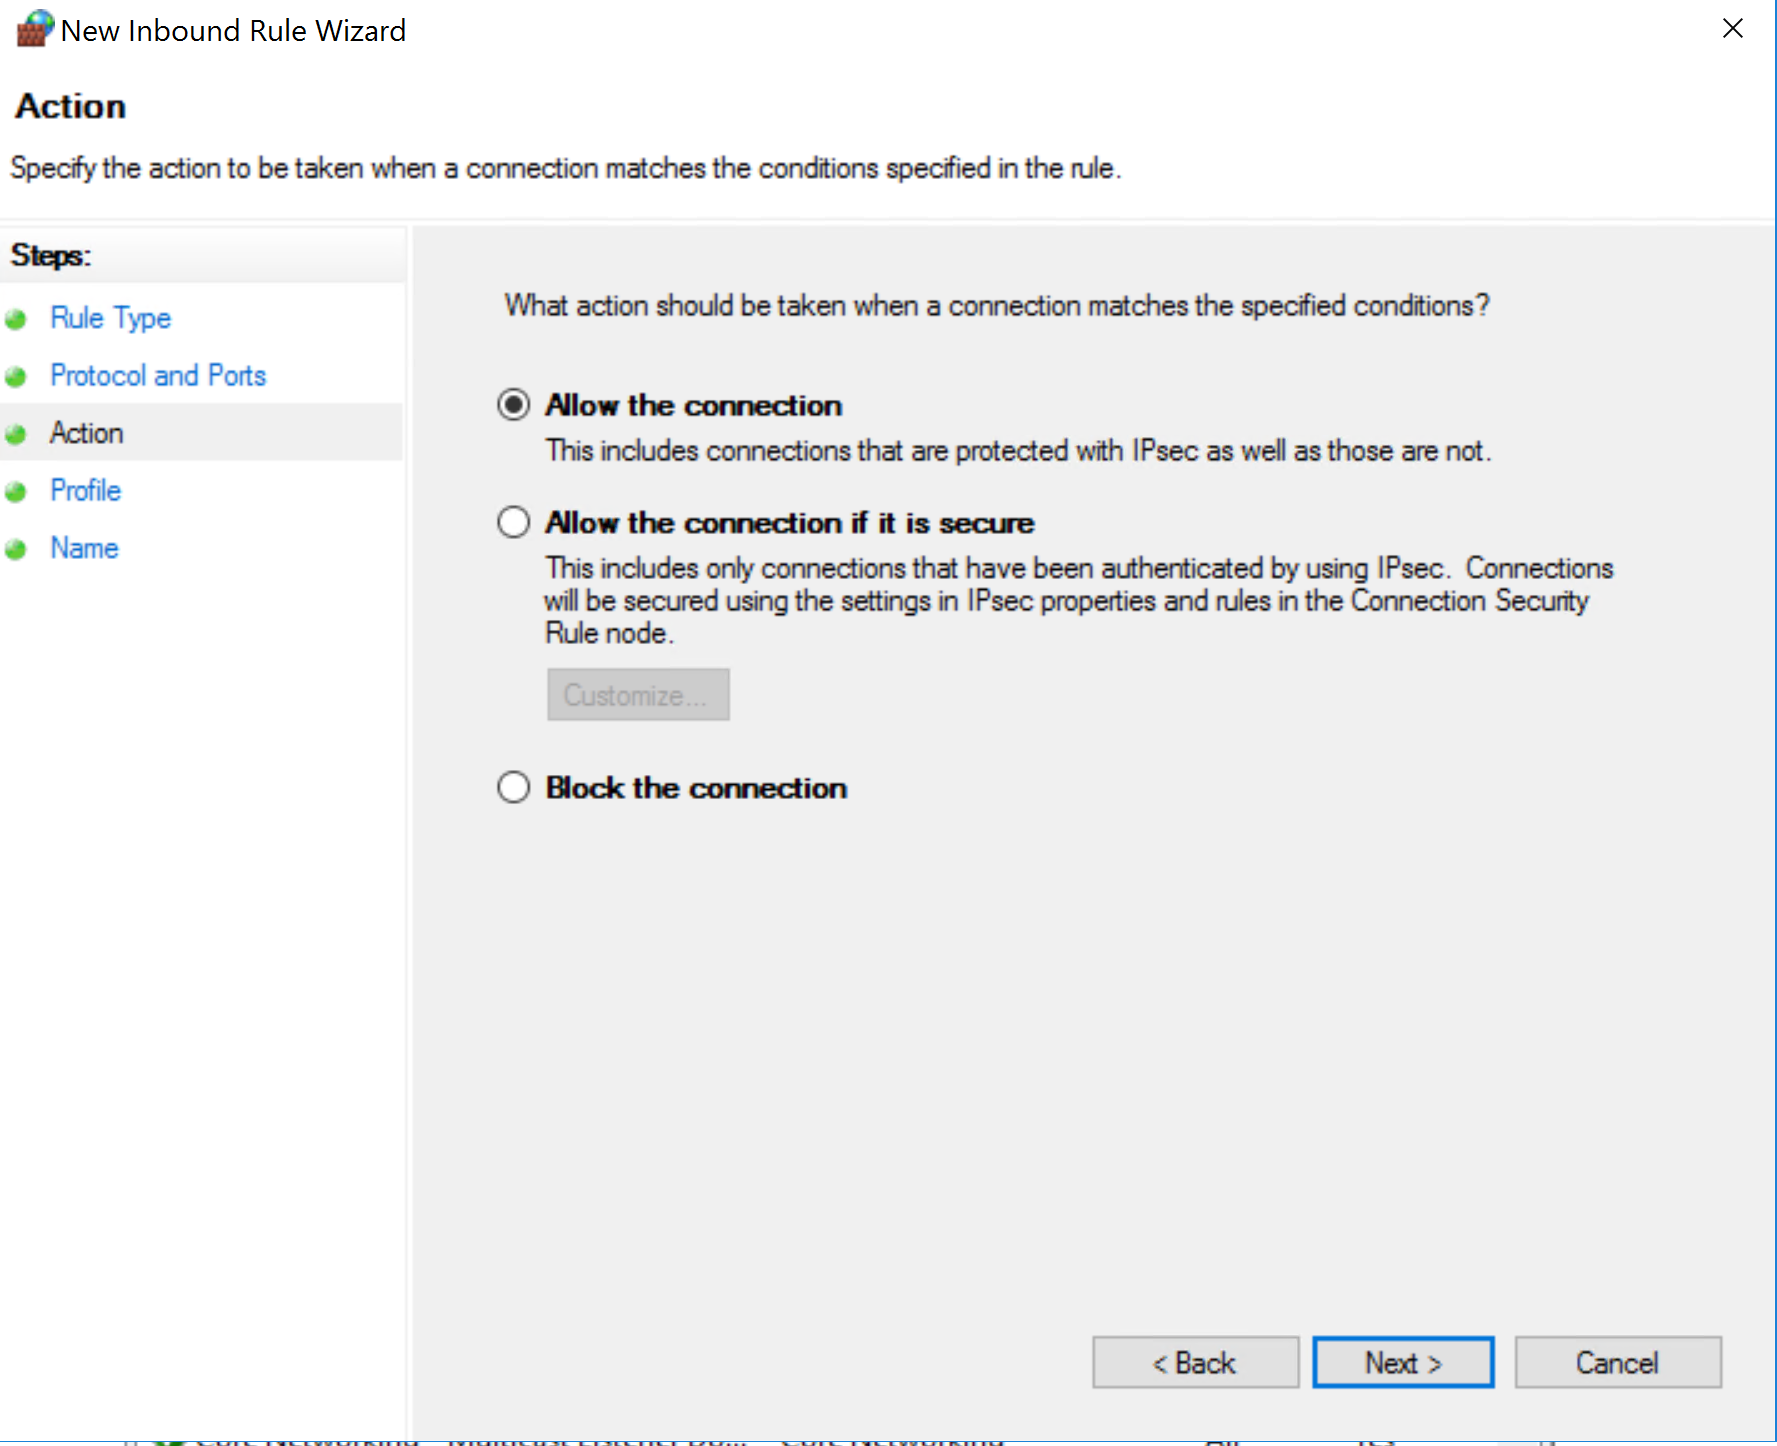 New Inbound Rule Wizard
Action
Specify the action to be taken when a connection matches the conditions specified in the rule.
Steps:
Rule Type
Protocol and Ports
Action
Profile
Name
What action should be taken when a connection matches the specified conditions?
Allow the connection
This includes connections that are protected with IPsec as well as those are not.
Allow the connection if it is secure
This includes only connections that have been authenticated by using IPsec. Connections
will be secured using the settings in IPsec properties and rules in the Connection Security
Rule node.
Customize...
Block the connection
< Back
Next >
Cancel